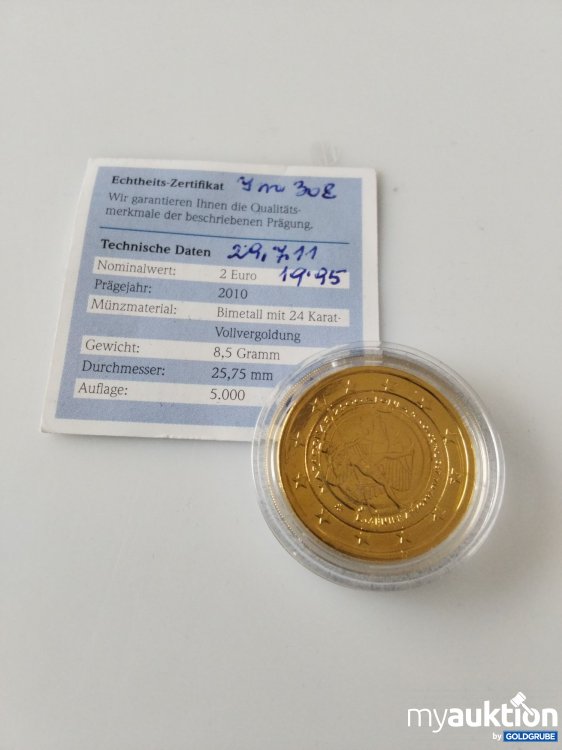 Echtheits-Zertifikat
Wir garantieren Ihnen die Qualitäts-
merkmale der beschriebenen Prägung.
Technische Daten 29.7.11
Nominalwert: 2 Euro 19.95
Prägejahr: 2010
Münzmaterial: Bimetall mit 24 Karat-
Vollvergoldung
Gewicht: 8,5 Gramm
Durchmesser: 25,75 mm
Auflage: 5.000
myauktion
by GOLDGRUBE